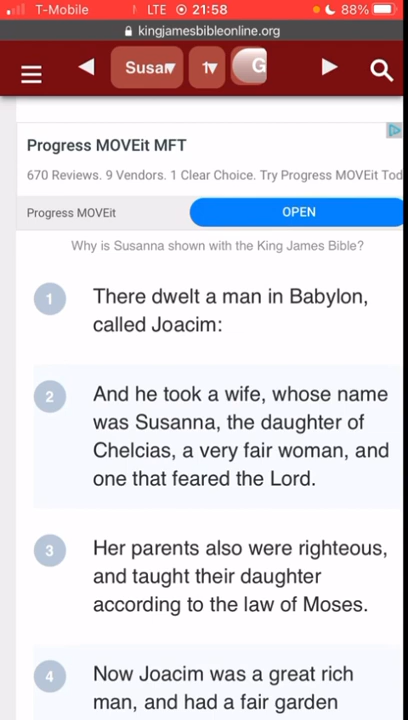 T-Mobile LTE 21:58 88%
kingjamesbibleonline.org
Susan 1 G
Progress MOVEit MFT
670 Reviews. 9 Vendors. 1 Clear Choice. Try Progress MOVEit Tod
Progress MOVEit OPEN
Why is Susanna shown with the King James Bible?
1 There dwelt a man in Babylon,
called Joacim:
2 And he took a wife, whose name
was Susanna, the daughter of
Chelcias, a very fair woman, and
one that feared the Lord.
3 Her parents also were righteous,
and taught their daughter
according to the law of Moses.
4 Now Joacim was a great rich
man, and had a fair garden